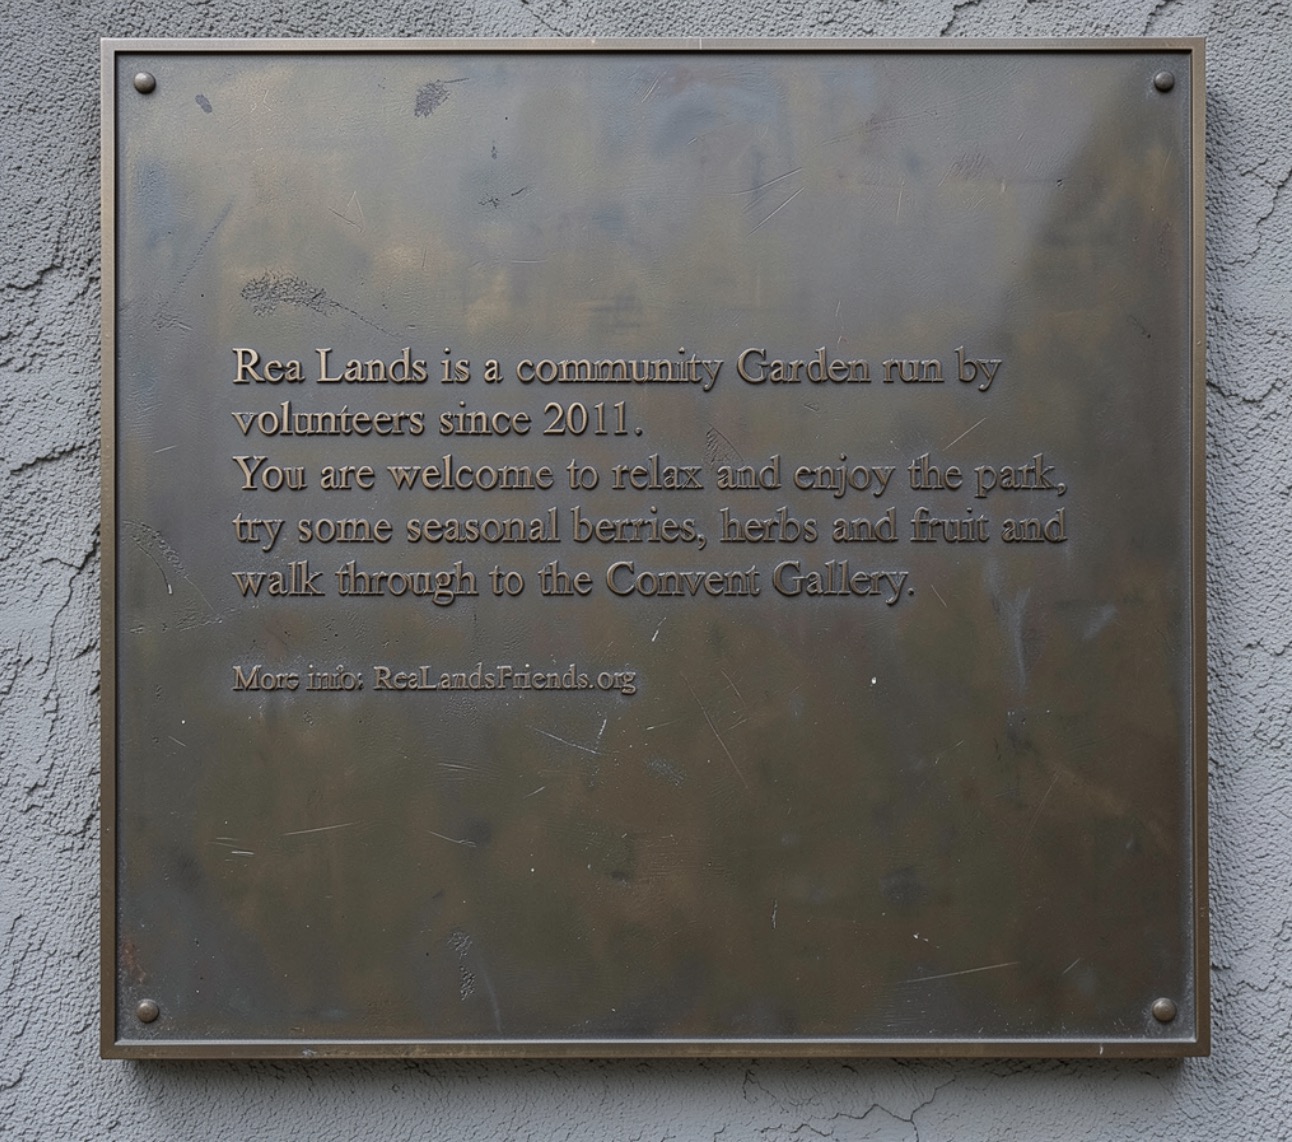 Rea Lands is a community Garden run by
volunteers since 2011.
You are welcome to relax and enjoy the park,
try some seasonal berries, herbs and fruit and
walk through to the Convent Gallery.
More info: ReaLandsFriends.org